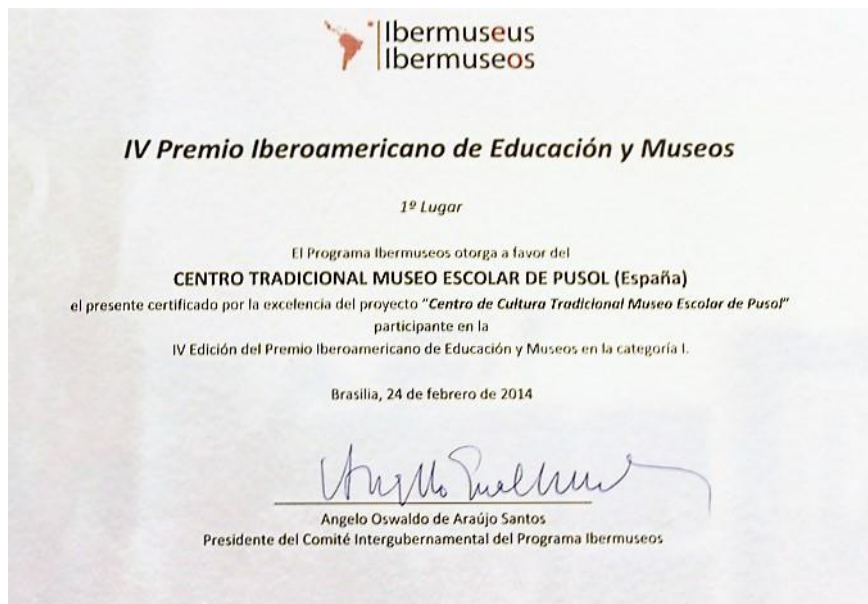 Ibermuseus
Ibermuseos
IV Premio Iberoamericano de Educación y Museos
1º Lugar
El Programa Ibermuseos otorga a favor del
CENTRO TRADICIONAL MUSEO ESCOLAR DE PUSOL (España)
el presente certificado por la excelencia del proyecto "Centro de Cultura Tradicional Museo Escolar de Pusol"
participante en la
IV Edición del Premio Iberoamericano de Educación y Museos en la categoría I.
Brasilia, 24 de febrero de 2014
Angelo Oswaldo de Araújo Santos
Presidente del Comité Intergubernamental del Programa Ibermuseos